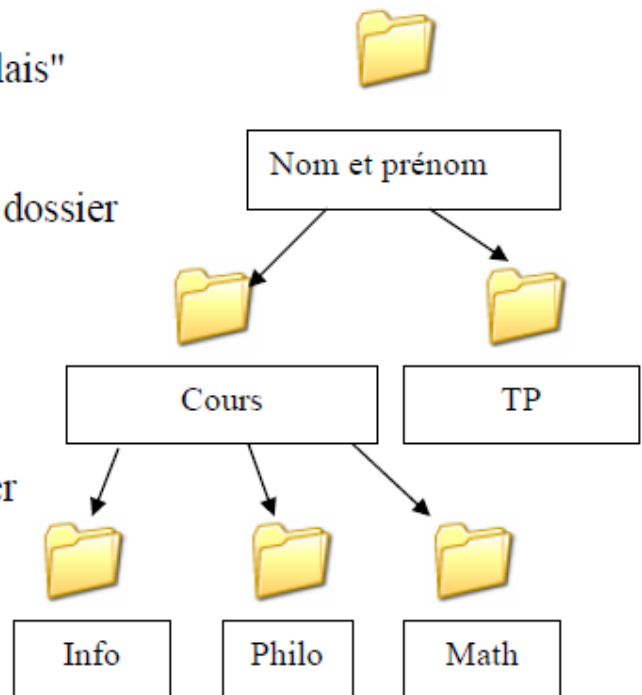 lais"
Nom et prénom
dossier
Cours
TP
er
Info
Philo
Math